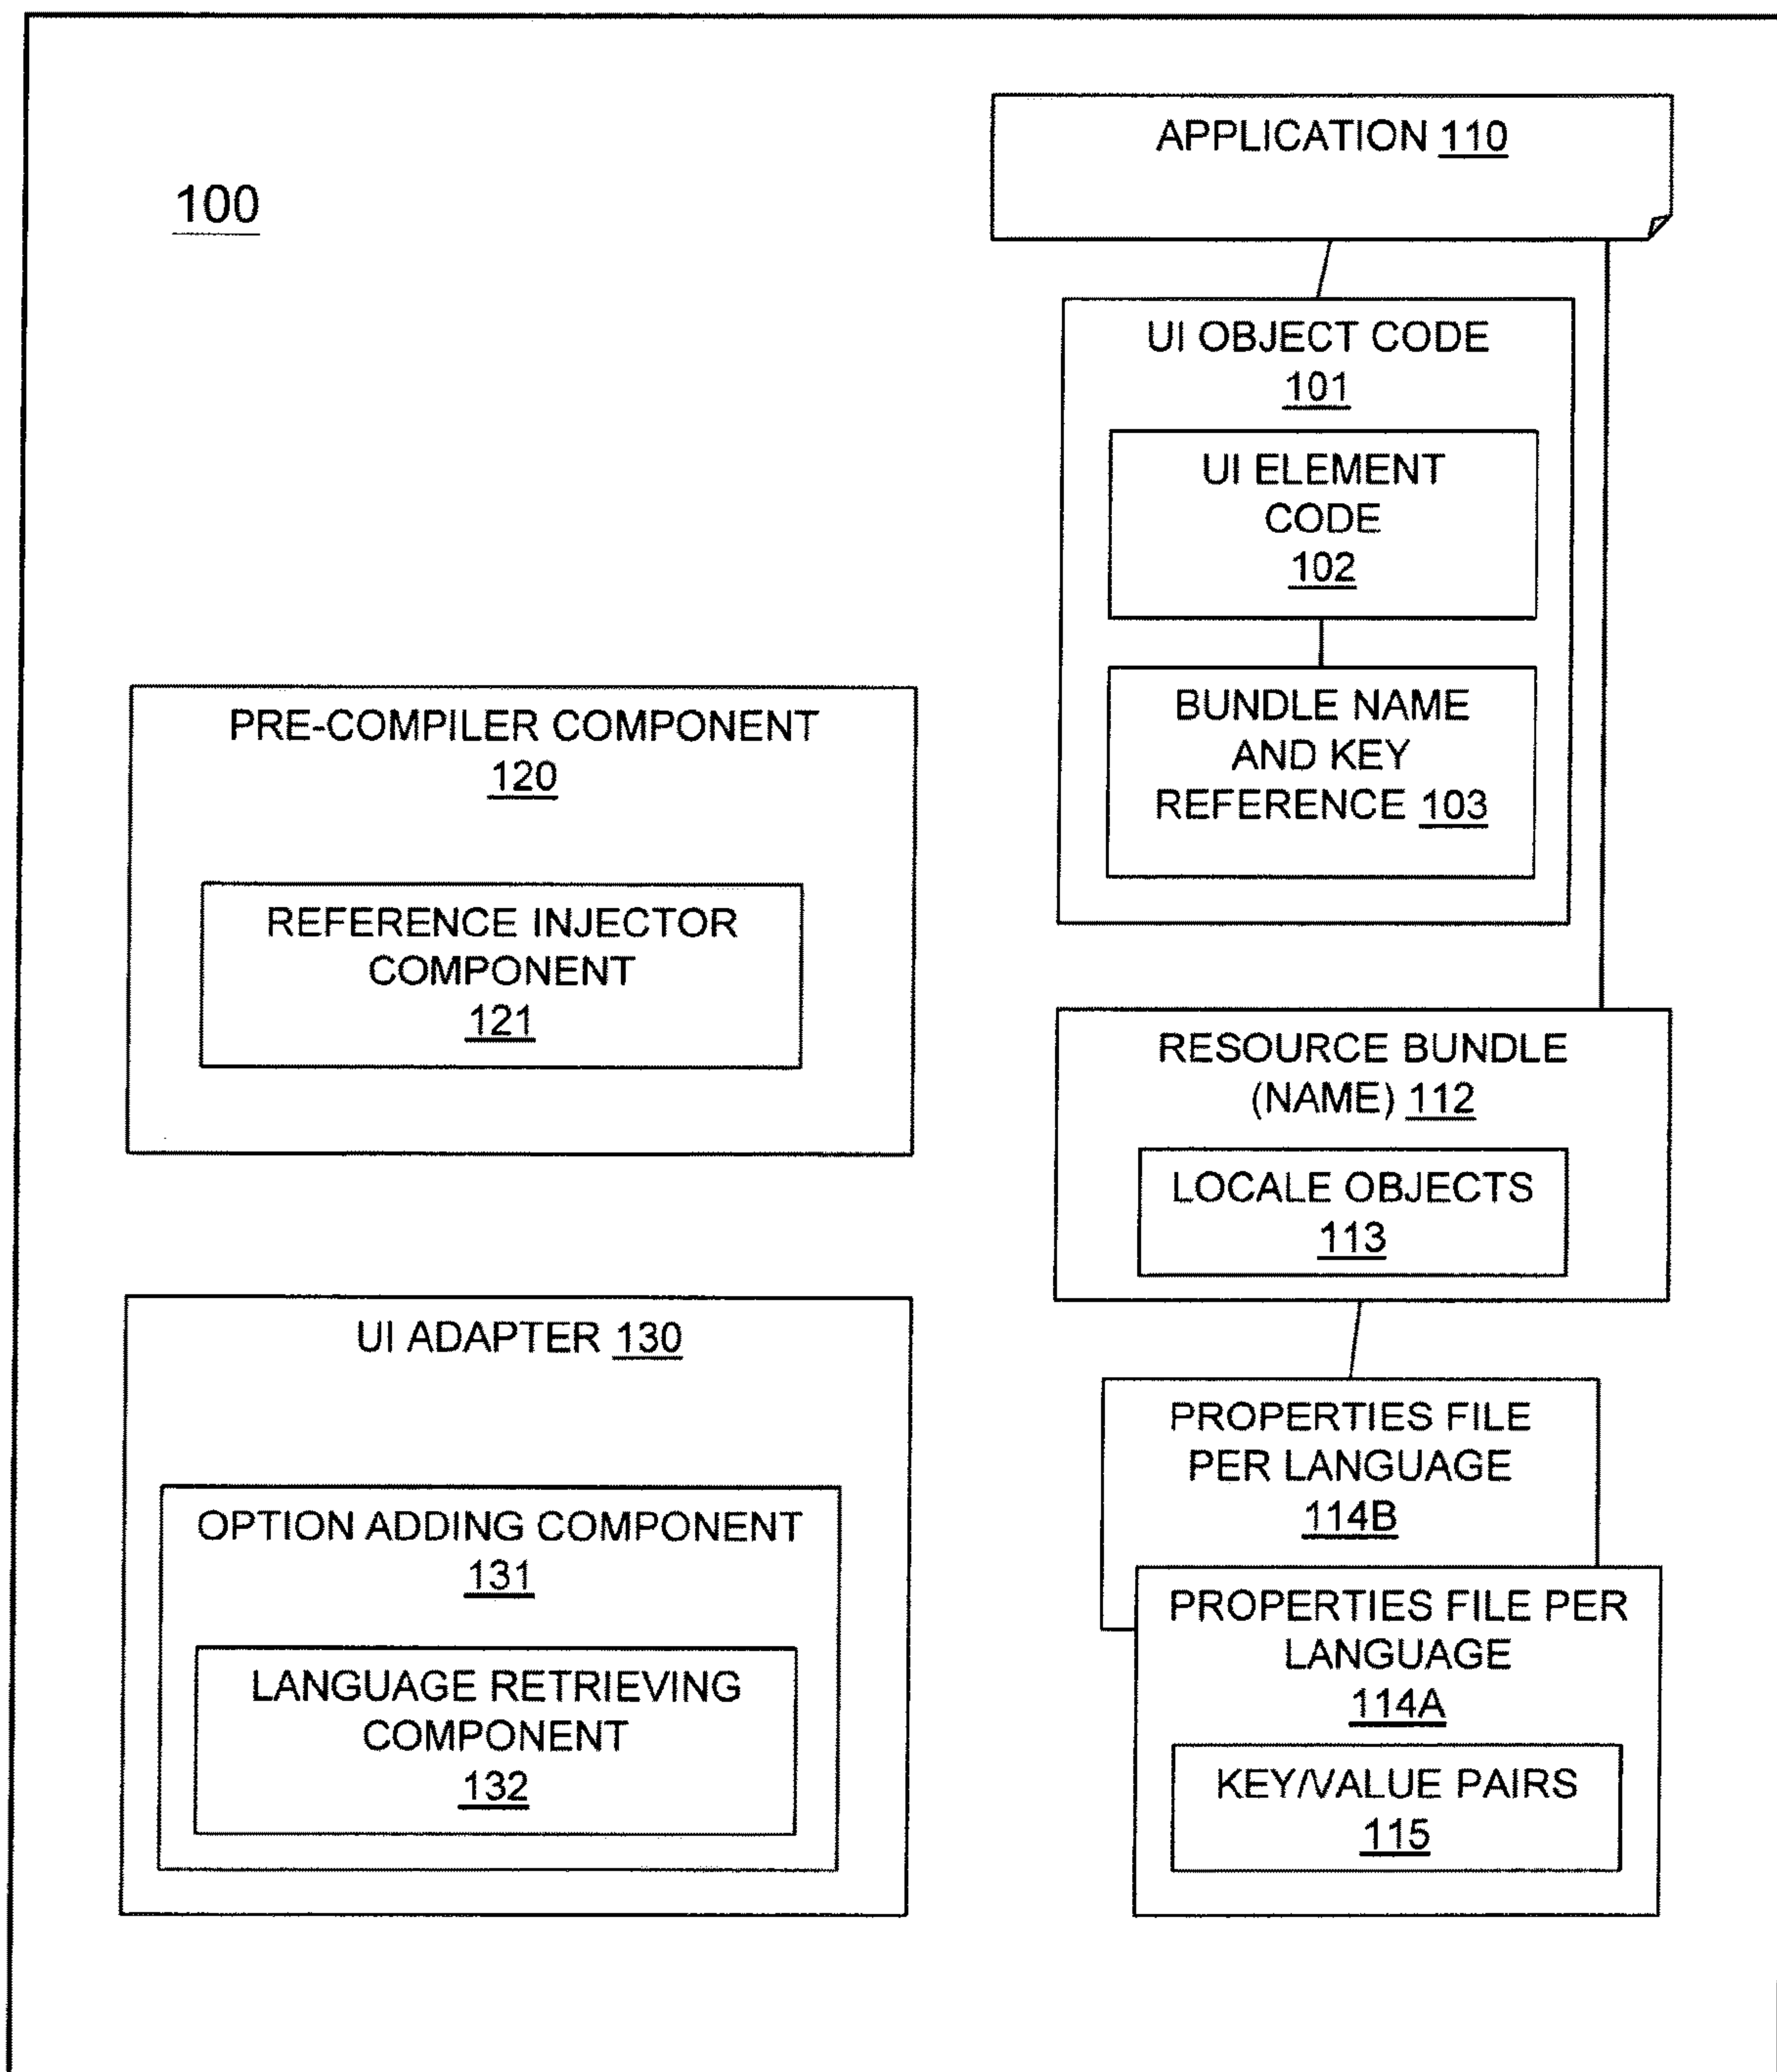 100
APPLICATION 110
UI OBJECT CODE
101
UI ELEMENT
CODE
102
BUNDLE NAME
AND KEY
REFERENCE 103
PRE-COMPILER COMPONENT
120
REFERENCE INJECTOR
COMPONENT
121
RESOURCE BUNDLE
(NAME) 112
LOCALE OBJECTS
113
UI ADAPTER 130
OPTION ADDING COMPONENT
131
LANGUAGE RETRIEVING
COMPONENT
132
PROPERTIES FILE
PER LANGUAGE
114B
PROPERTIES FILE PER
LANGUAGE
114A
KEY/VALUE PAIRS
115